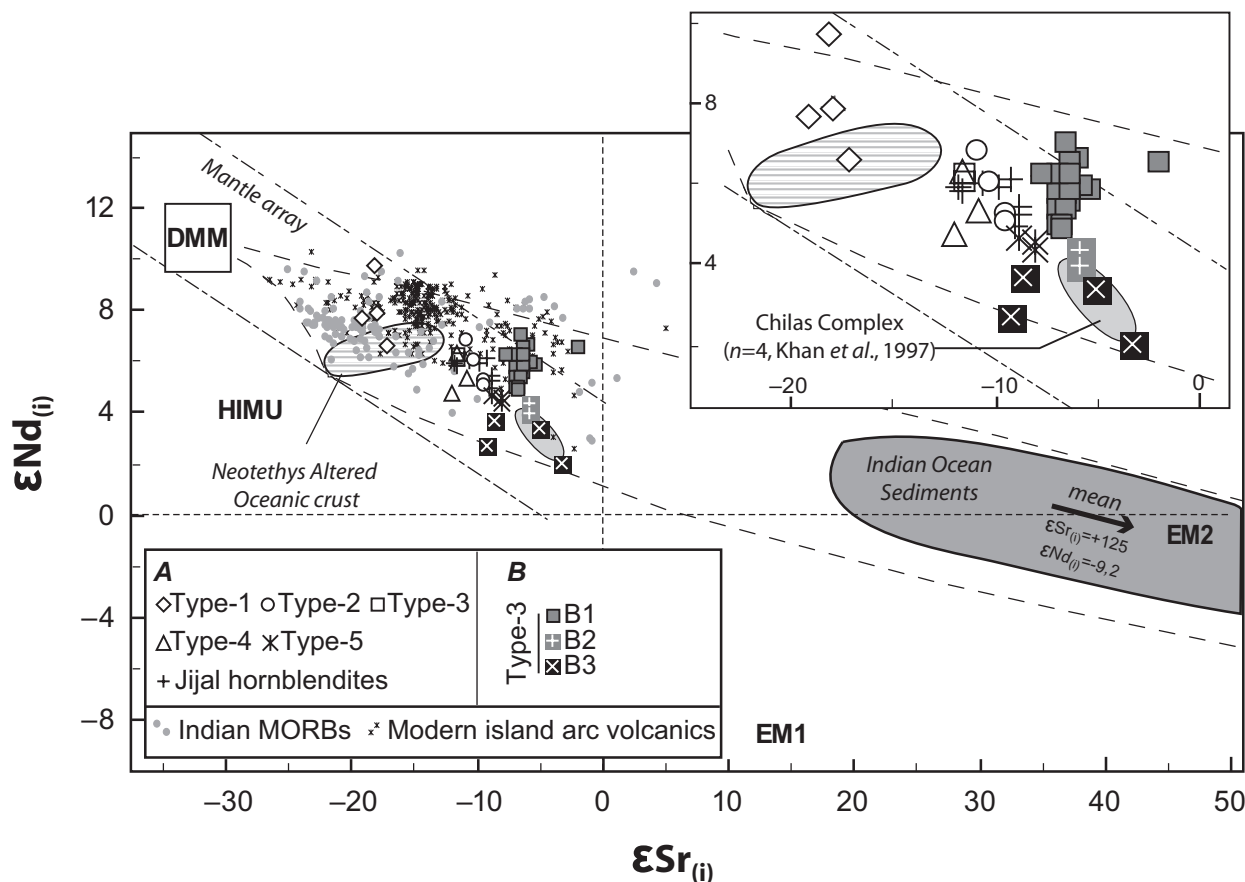 8
4
−20
−10
0
Chilas Complex
(n=4, Khan et al., 1997)
12
8
4
0
−4
−8
εNd(i)
Mantle array
DMM
HIMU
Neotethys Altered
Oceanic crust
Indian Ocean
Sediments
mean
εSr(i)=+125
εNd(i)=-9,2
EM2
EM1
A
Type-1 Type-2 Type-3
Type-4 Type-5
Jijal hornblendites
B
Type-3
B1
B2
B3
Indian MORBs Modern island arc volcanics
−30 −20 −10 0 10 20 30 40 50
εSr(i)